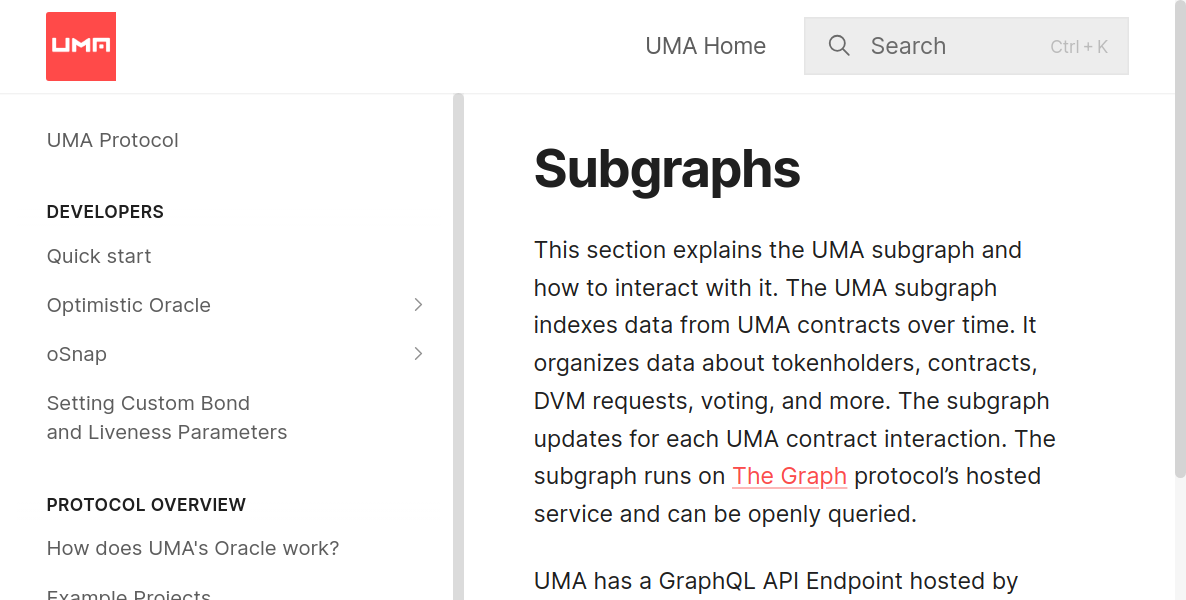 UMA
UMA Home
Search
Ctrl + K
UMA Protocol
DEVELOPERS
Quick start
Optimistic Oracle
oSnap
Setting Custom Bond
and Liveness Parameters
PROTOCOL OVERVIEW
How does UMA's Oracle work?
Example Projects
Subgraphs
This section explains the UMA subgraph and
how to interact with it. The UMA subgraph
indexes data from UMA contracts over time. It
organizes data about tokenholders, contracts,
DVM requests, voting, and more. The subgraph
updates for each UMA contract interaction. The
subgraph runs on The Graph protocol’s hosted
service and can be openly queried.
UMA has a GraphQL API Endpoint hosted by